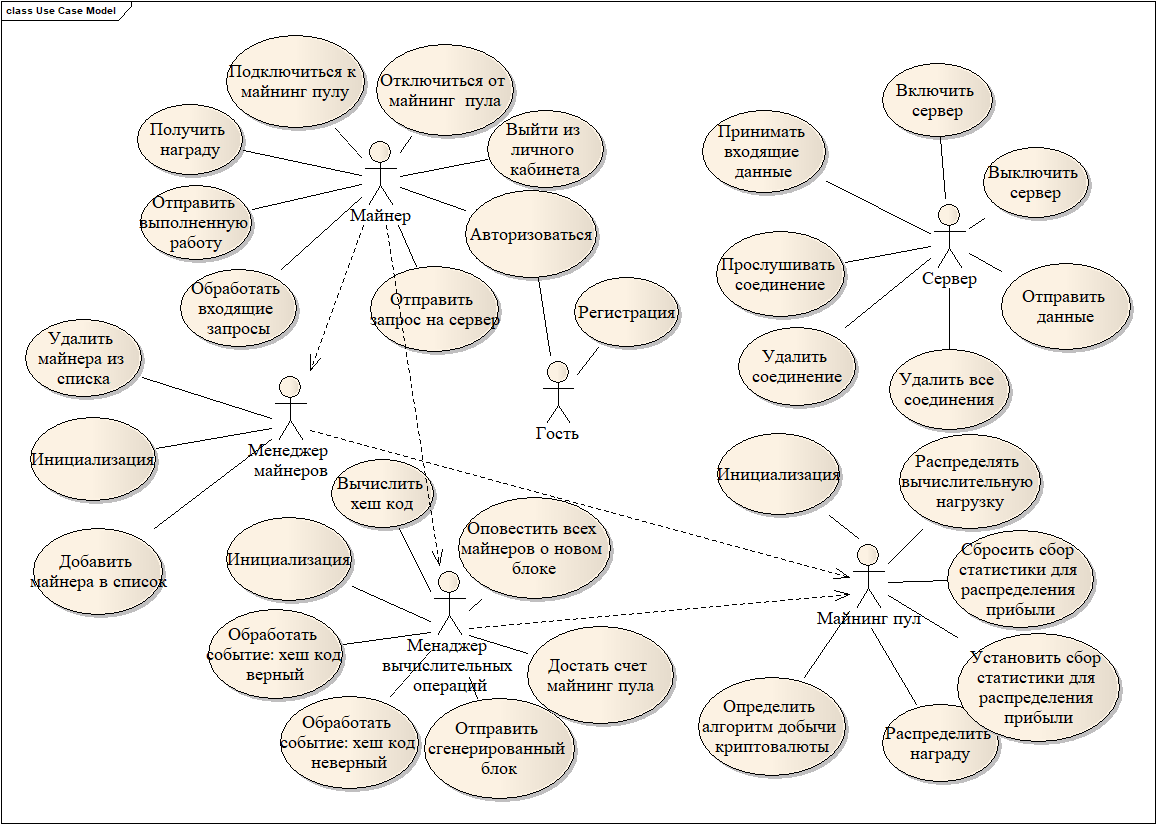 class Use Case Model
Подключиться к
майнинг пулу
Отключиться от
майнинг пула
Получить
награду
Выйти из
личного
кабинета
Отправить
выполненную
работу
Майнер
Авторизоваться
Обработать
входящие
запросы
Отправить
запрос на сервер
Регистрация
Гость
Включить
сервер
Принимать
входящие
данные
Выключить
сервер
Сервер
Прослушивать
соединение
Отправить
данные
Удалить
соединение
Удалить все
соединения
Удалить
майнера из
списка
Инициализация
Менеджер
майнеров
Добавить
майнера в список
Вычислить
хеш код
Инициализация
Оповестить всех
майнеров о новом
блоке
Обработать
событие: хеш код
верный
Менаджер
вычислительных
операций
Достать счет
майнинг пула
Обработать
событие: хеш код
неверный
Отправить
сгенерированный
блок
Инициализация
Распределять
вычислительную
нагрузку
Сбросить сбор
статистики для
распределения
прибыли
Майнинг пул
Установить сбор
статистики для
распределения
прибыли
Определить
алгоритм добычи
криптовалюты
Распределить
награду